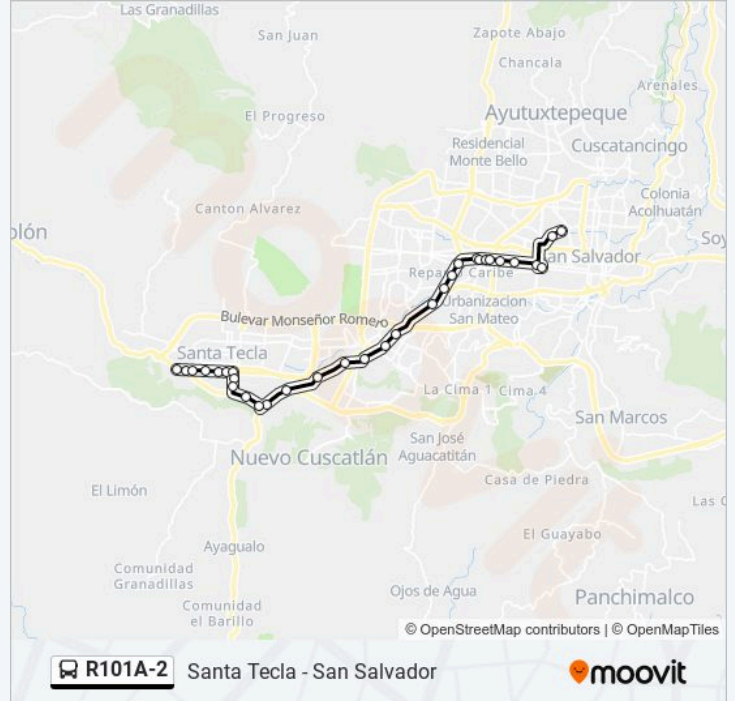 Las Granadillas
San Juan
Zapote Abajo
Chancala
Arenales
Ayutuxtepeque
El Progreso
Residencial
Monte Bello
Cuscatancingo
Colonia
Acolhuatán
Canton Alvarez
olón
Soy
San Salvador
Urbanizacion
San Mateo
Bulevar Monseñor Romero
Santa Tecla
La Cima 1
Cima 4
San Marcos
San José
Aguacatitán
Nuevo Cuscatlán
Casa de Piedra
El Limón
Las C
El Guayabo
Ayagualo
Comunidad
Granadillas
Ojos de Agua
Panchimalco
Comunidad
el Barillo
© OpenStreetMap contributors | © OpenMapTiles
R101A-2 Santa Tecla - San Salvador
moovit